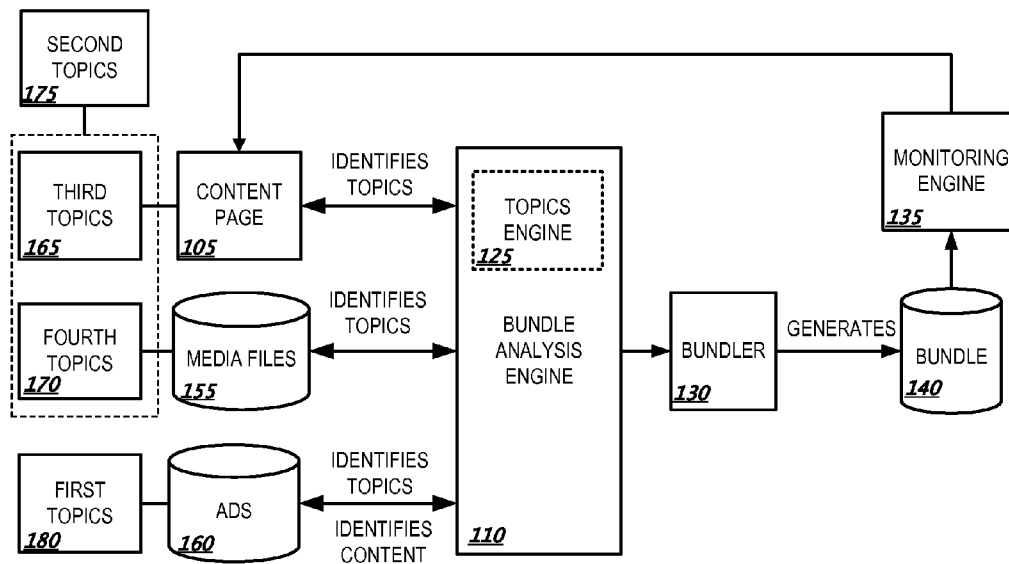 SECOND
TOPICS
175
THIRD
TOPICS
165
CONTENT
PAGE
105
IDENTIFIES
TOPICS
TOPICS
ENGINE
125
MONITORING
ENGINE
135
FOURTH
TOPICS
170
MEDIA FILES
155
IDENTIFIES
TOPICS
BUNDLE
ANALYSIS
ENGINE
110
BUNDLER
130
GENERATES
BUNDLE
140
FIRST
TOPICS
180
ADS
160
IDENTIFIES
TOPICS
IDENTIFIES
CONTENT